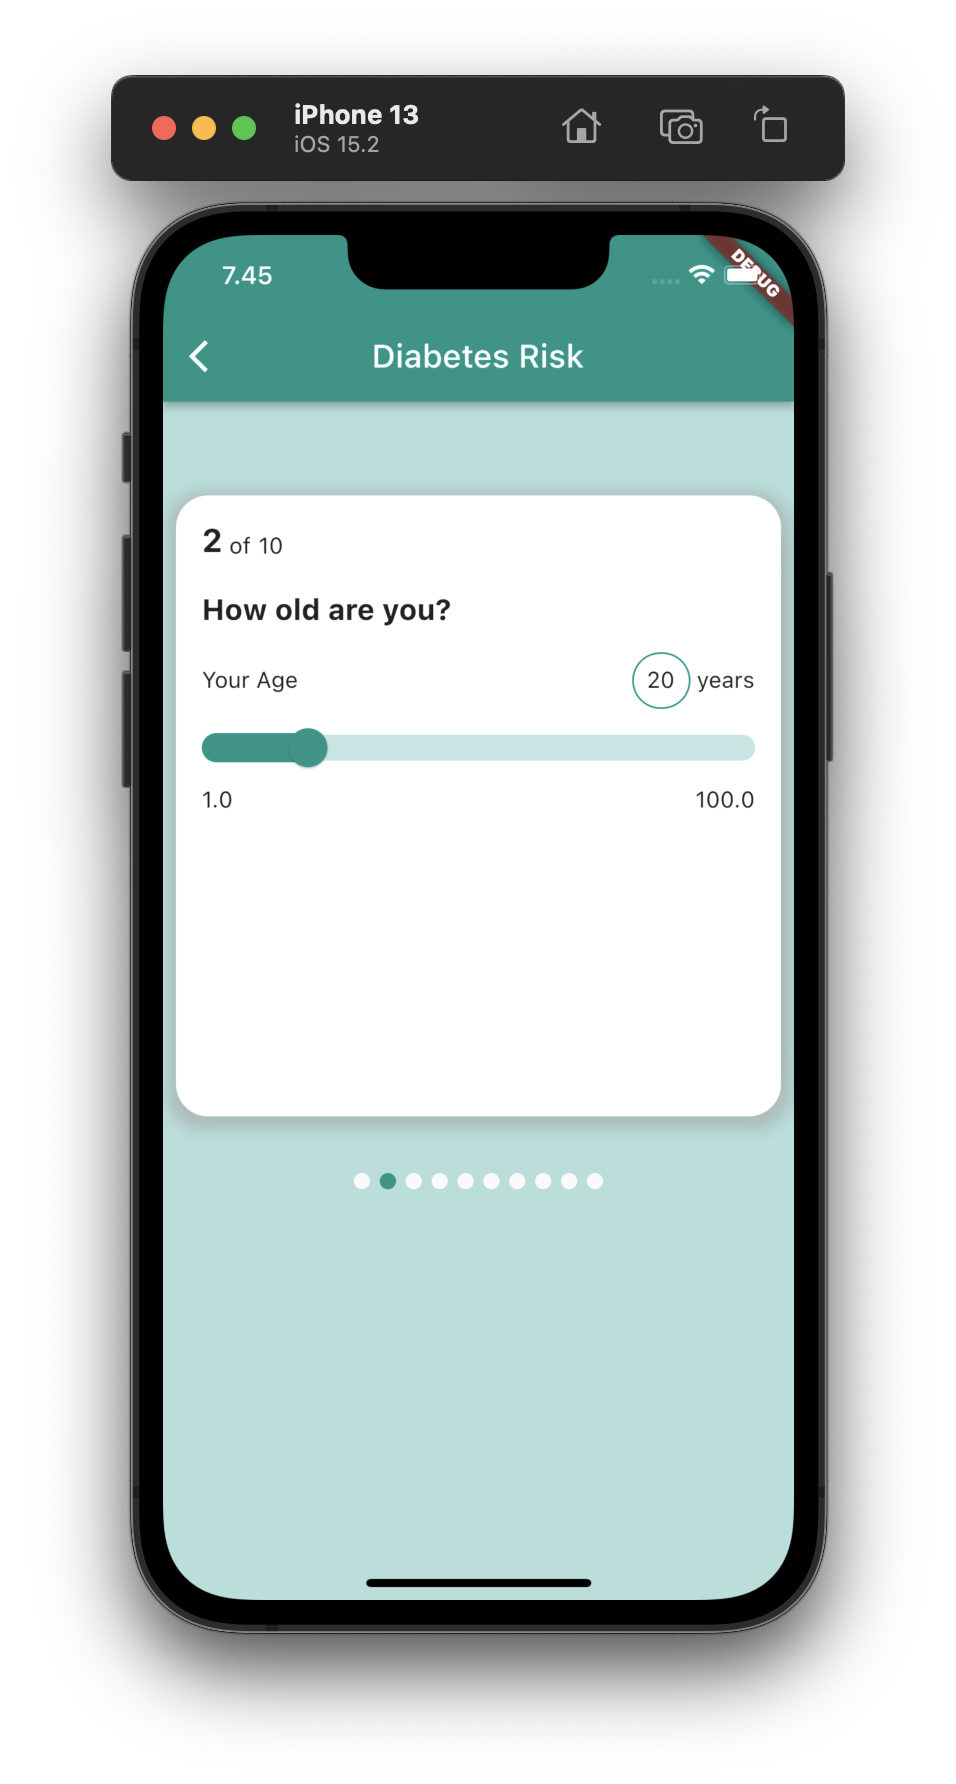 iPhone 13
iOS 15.2
7.45
DEBUG
Diabetes Risk
2 of 10
How old are you?
Your Age 20 years
1.0 100.0